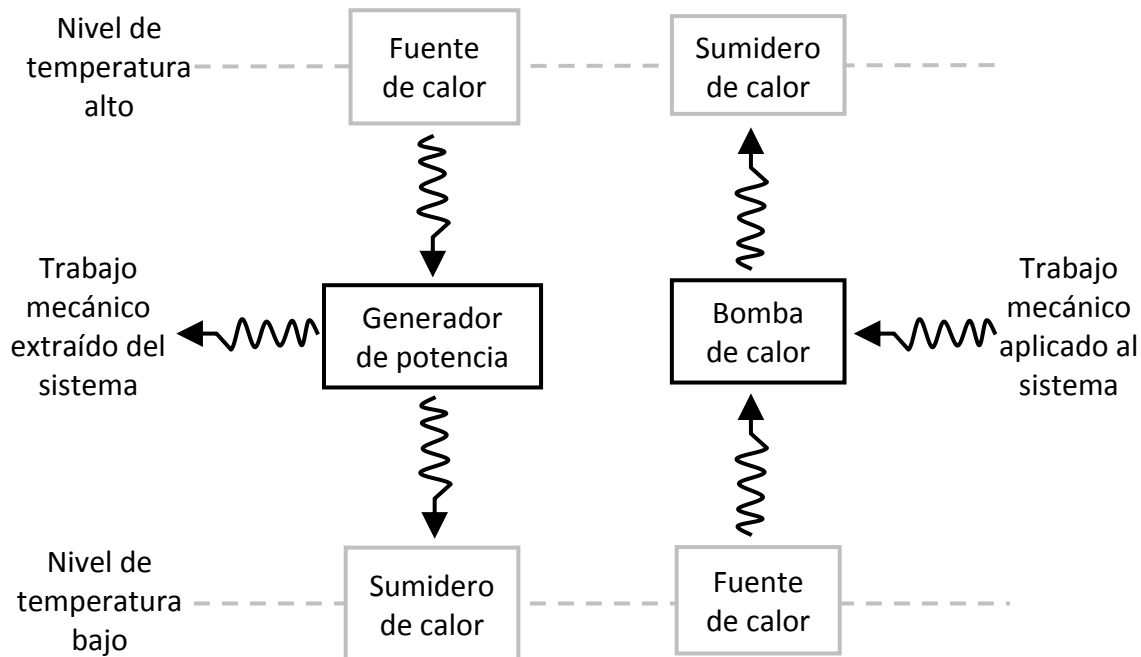 Nivel de
temperatura
alto
Fuente
de calor
Sumidero
de calor
Trabajo
mecánico
extraído del
sistema
Generador
de potencia
Bomba
de calor
Trabajo
mecánico
aplicado al
sistema
Nivel de
temperatura
bajo
Sumidero
de calor
Fuente
de calor